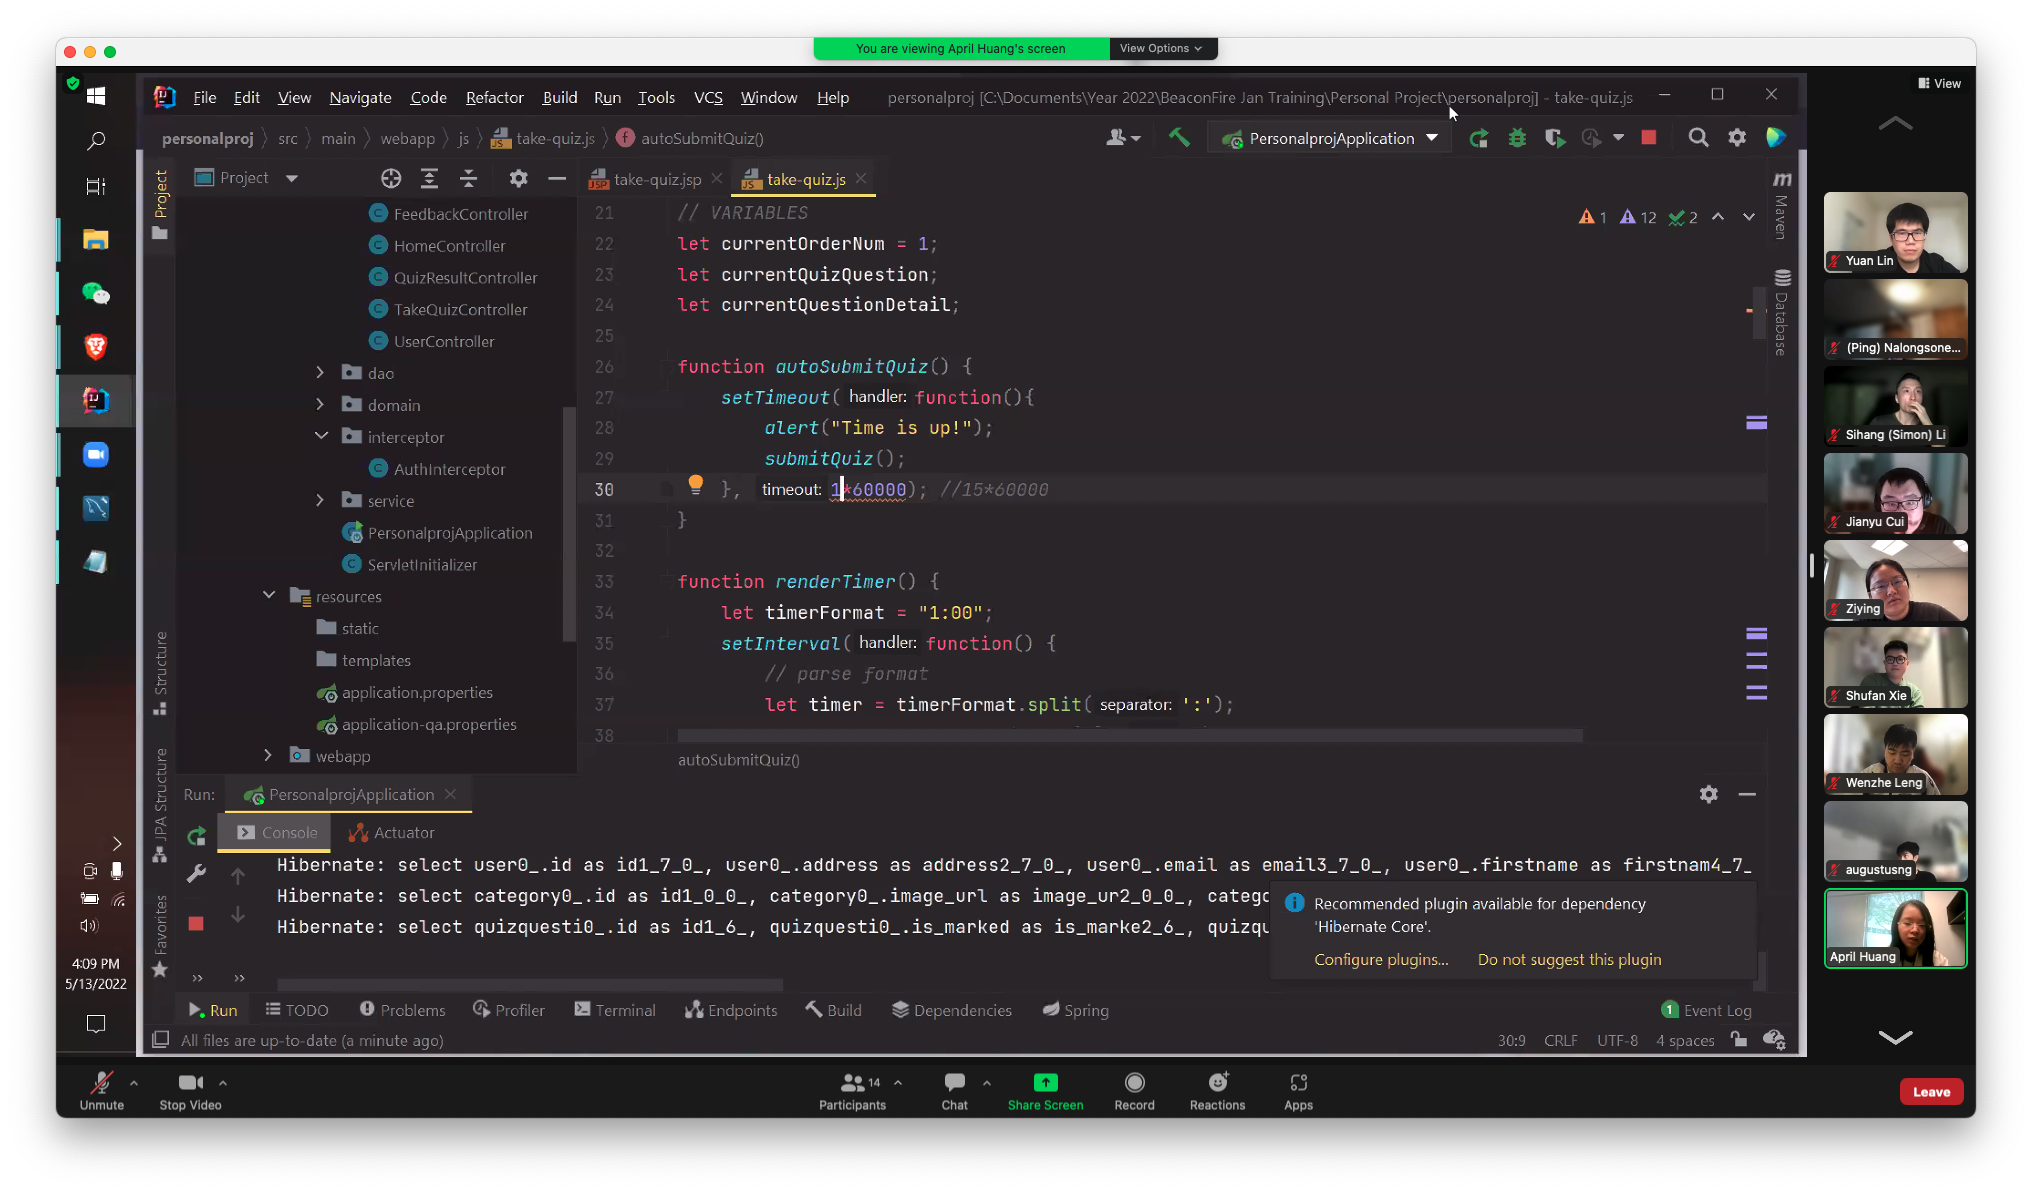 You are viewing April Huang's screen
View Options
View
File Edit View Navigate Code Refactor Build Run Tools VCS Window Help
personalproj [C:\Documents\Year 2022\BeaconFire Jan Training\Personal Project\personalproj] - take-quiz.js
personalproj src main webapp js take-quiz.js autoSubmitQuiz()
PersonalprojApplication
Project
Project
take-quiz.jsp
take-quiz.js
FeedbackController
HomeController
QuizResultController
TakeQuizController
UserController
dao
domain
interceptor
AuthInterceptor
service
PersonalprojApplication
ServletInitializer
resources
static
templates
application.properties
application-qa.properties
webapp
1 12 2
21 // VARIABLES
22 let currentOrderNum = 1;
23 let currentQuizQuestion;
24 let currentQuestionDetail;
25
26 function autoSubmitQuiz() {
27 setTimeout( handler: function(){
28 alert("Time is up!");
29 submitQuiz();
30 }, timeout: 1*60000); //15*60000
31 }
32
33 function renderTimer() {
34 let timerFormat = "1:00";
35 setInterval( handler: function() {
36 // parse format
37 let timer = timerFormat.split( separator: ':');
38
autoSubmitQuiz()
Maven
Database
Structure
JPA Structure
Favorites
Run: PersonalprojApplication
Console
Actuator
Hibernate: select user0_.id as id1_7_0_, user0_.address as address2_7_0_, user0_.email as email3_7_0_, user0_.firstname as firstnam4_7_
Hibernate: select category0_.id as id1_0_0_, category0_.image_url as image_ur2_0_0_, catego
Hibernate: select quizquesti0_.id as id1_6_, quizquesti0_.is_marked as is_marke2_6_, quizqu
Recommended plugin available for dependency
'Hibernate Core'.
Configure plugins... Do not suggest this plugin
Run TODO Problems Profiler Terminal Endpoints Build Dependencies Spring
1 Event Log
All files are up-to-date (a minute ago)
30:9 CRLF UTF-8 4 spaces
4:09 PM
5/13/2022
Yuan Lin
(Ping) Nalongsone...
Sihang (Simon) Li
Jianyu Cui
Ziying
Shufan Xie
Wenzhe Leng
augustusng
April Huang
Unmute
Stop Video
14
Participants
Chat
Share Screen
Record
Reactions
Apps
Leave